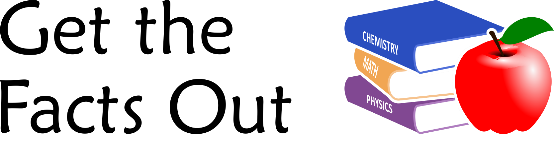 Get the
Facts Out
CHEMISTRY
MATH
PHYSICS